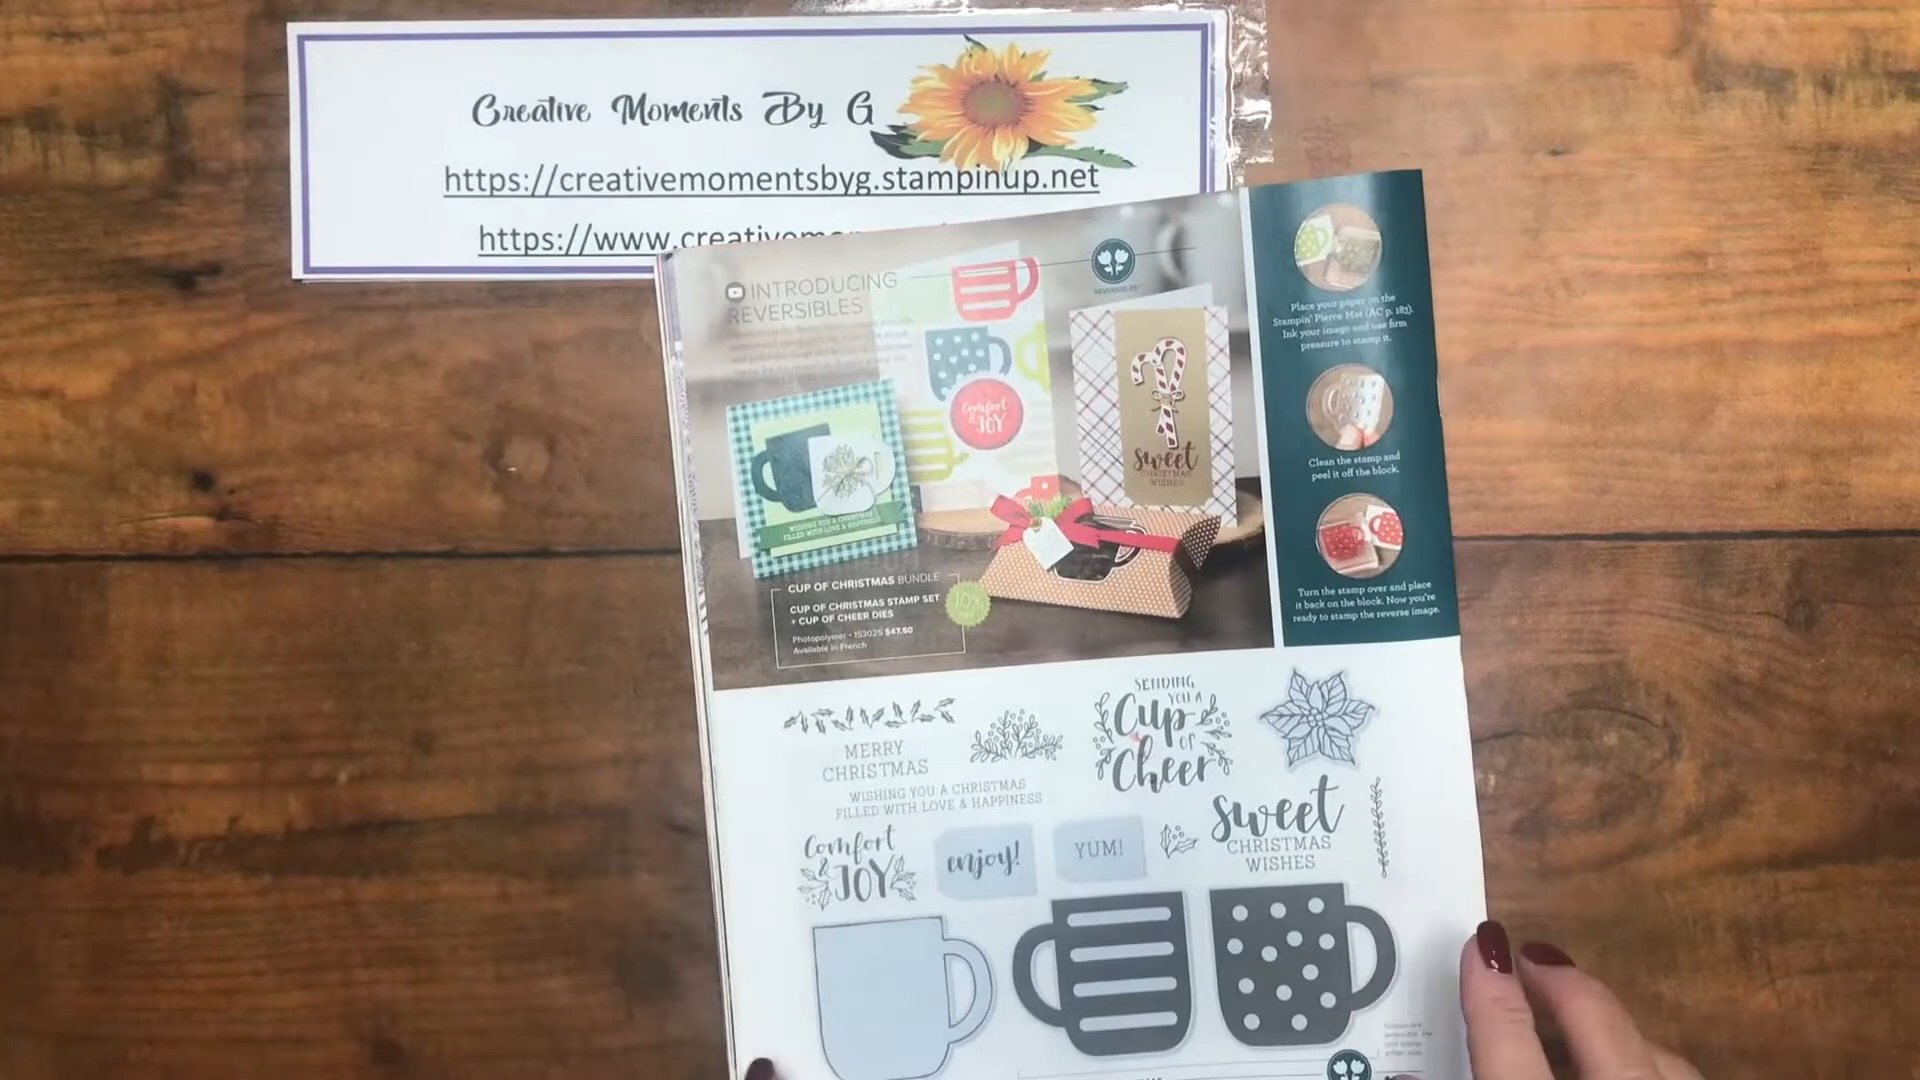 Creative Moments By G
https://creativemomentsbyg.stampinup.net
https://www.creativemo
INTRODUCING
REVERSIBLES
REVERSIBLES
Comfort
& JOY
sweet
CHRISTMAS
WISHES
WISHING YOU A CHRISTMAS
FILLED WITH LOVE & HAPPINESS
CUP OF CHRISTMAS BUNDLE
CUP OF CHRISTMAS STAMP SET
+ CUP OF CHEER DIES
Photopolymer • 153025 $47.50
Available in French
10%
Place your paper on the
Stampin' Pierce Mat (AC p. 183).
Ink your image and use firm
pressure to stamp it.
Clean the stamp and
peel it off the block.
Turn the stamp over and place
it back on the block. Now you're
ready to stamp the reverse image.
MERRY
CHRISTMAS
WISHING YOU A CHRISTMAS
FILLED WITH LOVE & HAPPINESS
SENDING
YOU A
Cup
OF
Cheer
Comfort
& JOY
enjoy!
YUM!
sweet
CHRISTMAS
WISHES